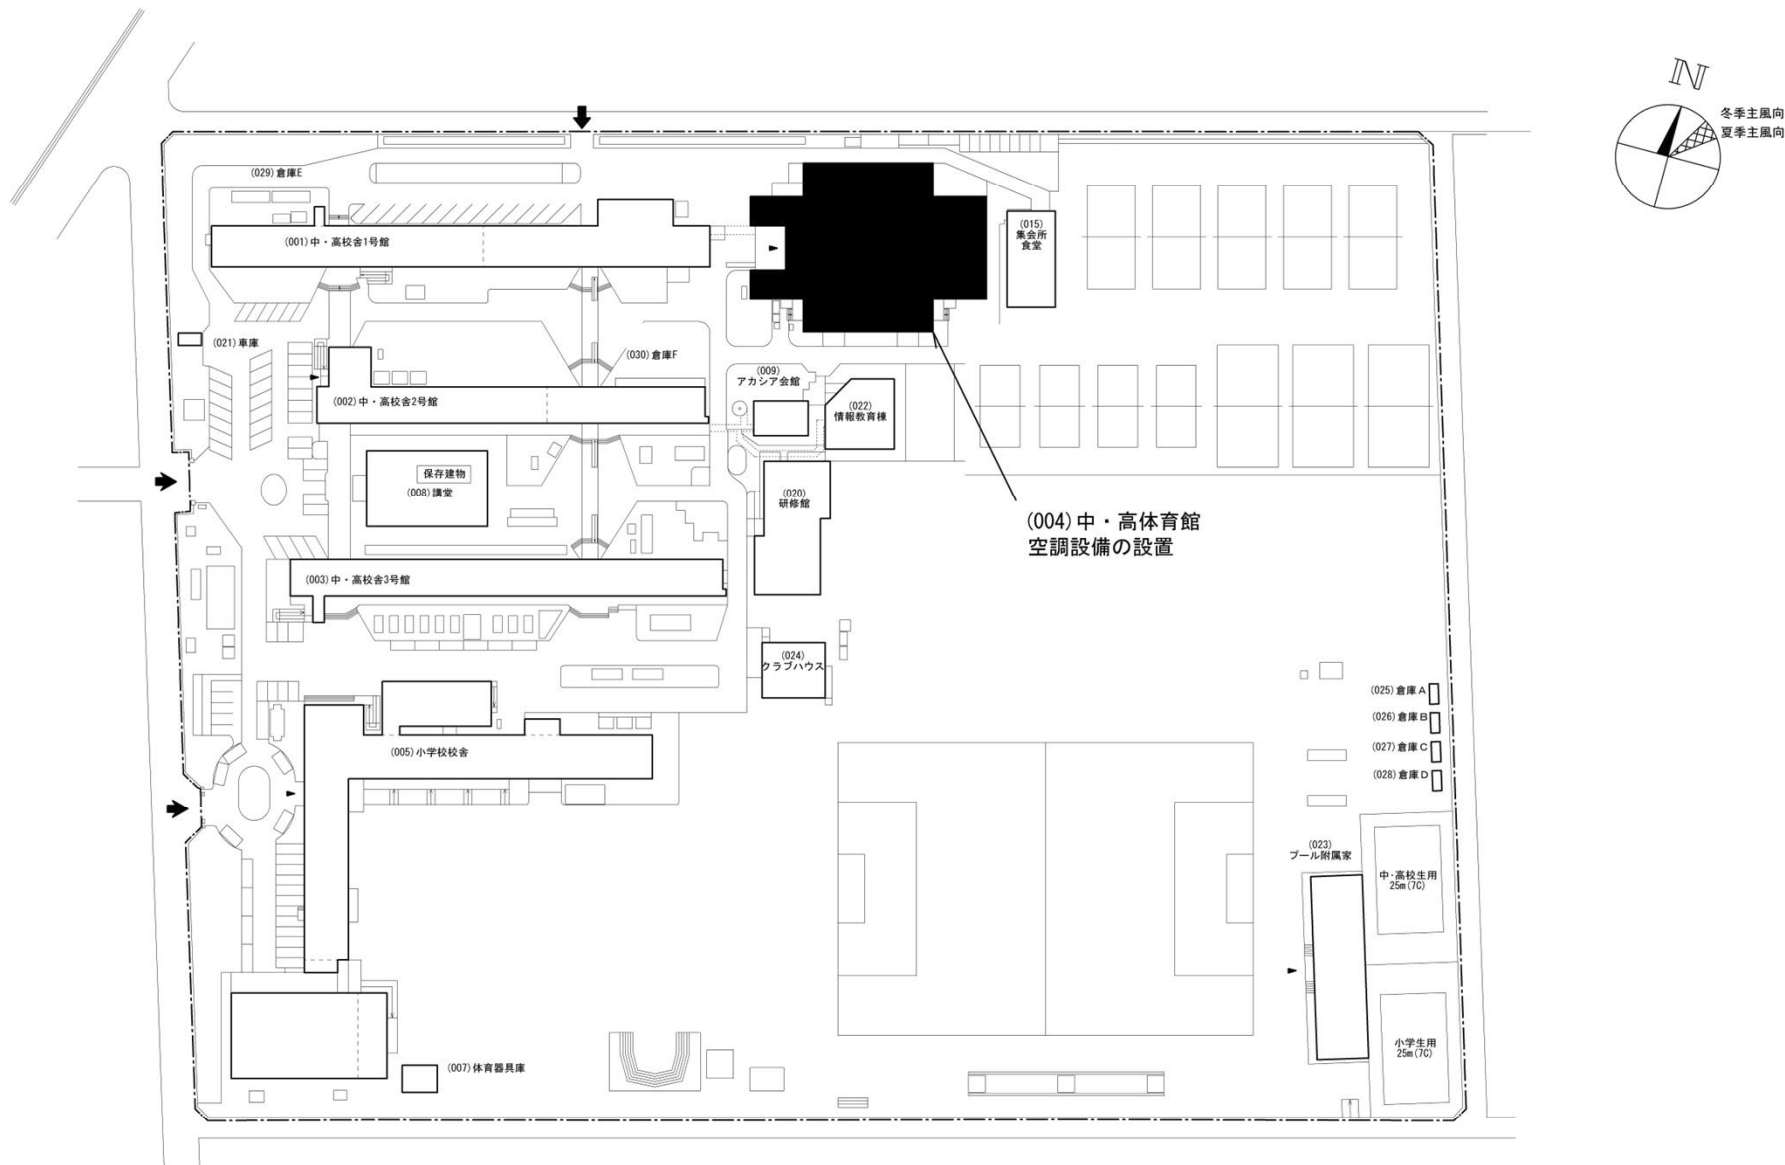 N
冬季主風向
夏季主風向
(029)倉庫E
(001)中・高校舎1号館
(015)
集会所
食堂
(021)車庫
(030)倉庫F
(009)
アカシア会館
(002)中・高校舎2号館
(022)
情報教育棟
保存建物
(008)講堂
(020)
研修館
(004)中・高体育館
空調設備の設置
(003)中・高校舎3号館
(024)
クラブハウス
(025)倉庫A
(026)倉庫B
(027)倉庫C
(028)倉庫D
(005)小学校校舎
(023)
プール附属家
中・高校生用
25m(7C)
小学生用
25m(7C)
(007)体育器具庫